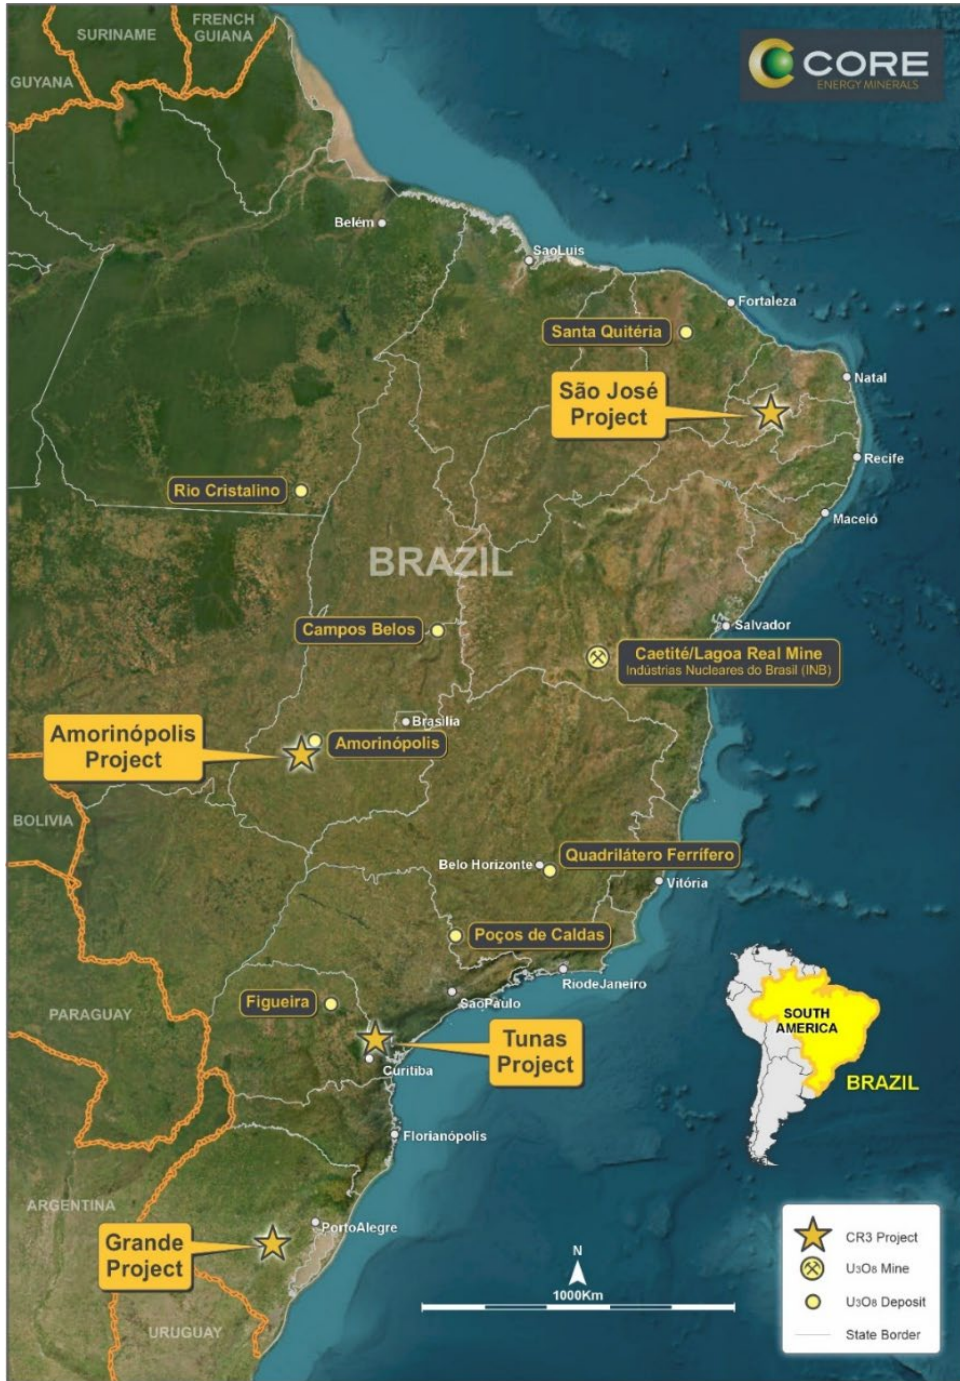 FRENCH
GUIANA
SURINAME
GUYANA
CORE
ENERGY MINERALS
Belém
SaoLuis
Fortaleza
Santa Quitéria
Natal
São José
Project
Recife
Rio Cristalino
Maceió
BRAZIL
Salvador
Campos Belos
Caetité/Lagoa Real Mine
Indústrias Nucleares do Brasil (INB)
Brasília
Amorinópolis
Project
Amorinópolis
BOLIVIA
Belo Horizonte
Quadrilátero Ferrífero
Vitória
Poços de Caldas
RiodeJaneiro
SaoPaulo
Figueira
PARAGUAY
Tunas
Project
Curitiba
SOUTH
AMERICA
BRAZIL
Florianópolis
ARGENTINA
PortoAlegre
Grande
Project
URUGUAY
N
1000Km
CR3 Project
U3O8 Mine
U3O8 Deposit
State Border